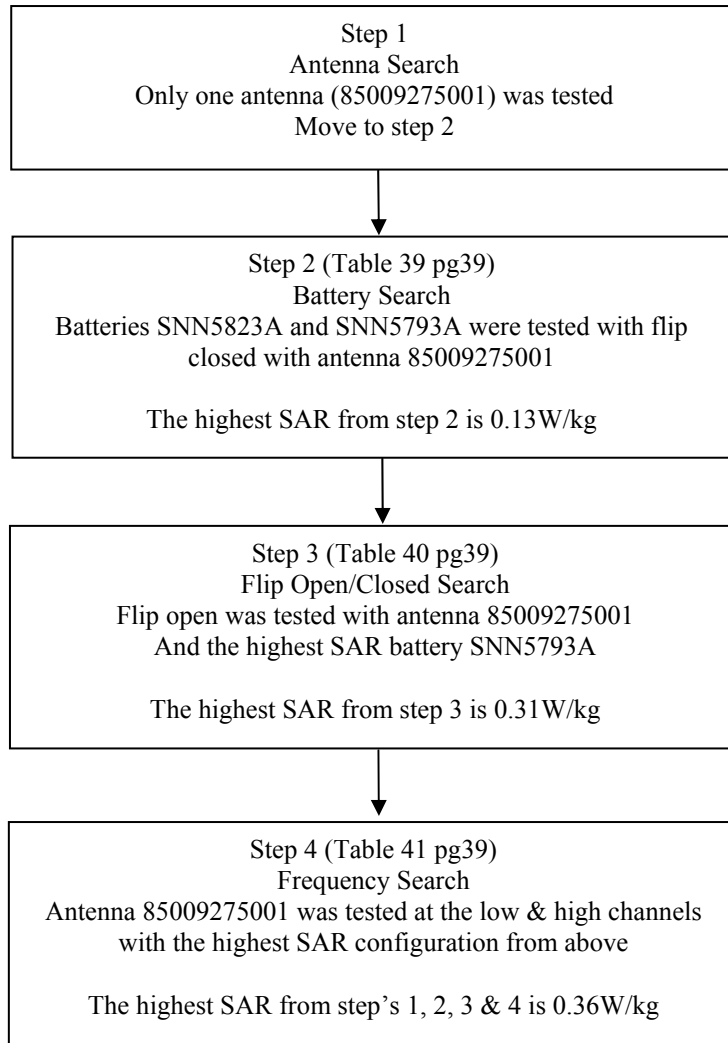 Step 1
Antenna Search
Only one antenna (85009275001) was tested
Move to step 2
Step 2 (Table 39 pg39)
Battery Search
Batteries SNN5823A and SNN5793A were tested with flip
closed with antenna 85009275001
The highest SAR from step 2 is 0.13W/kg
Step 3 (Table 40 pg39)
Flip Open/Closed Search
Flip open was tested with antenna 85009275001
And the highest SAR battery SNN5793A
The highest SAR from step 3 is 0.31W/kg
Step 4 (Table 41 pg39)
Frequency Search
Antenna 85009275001 was tested at the low & high channels
with the highest SAR configuration from above
The highest SAR from step’s 1, 2, 3 & 4 is 0.36W/kg